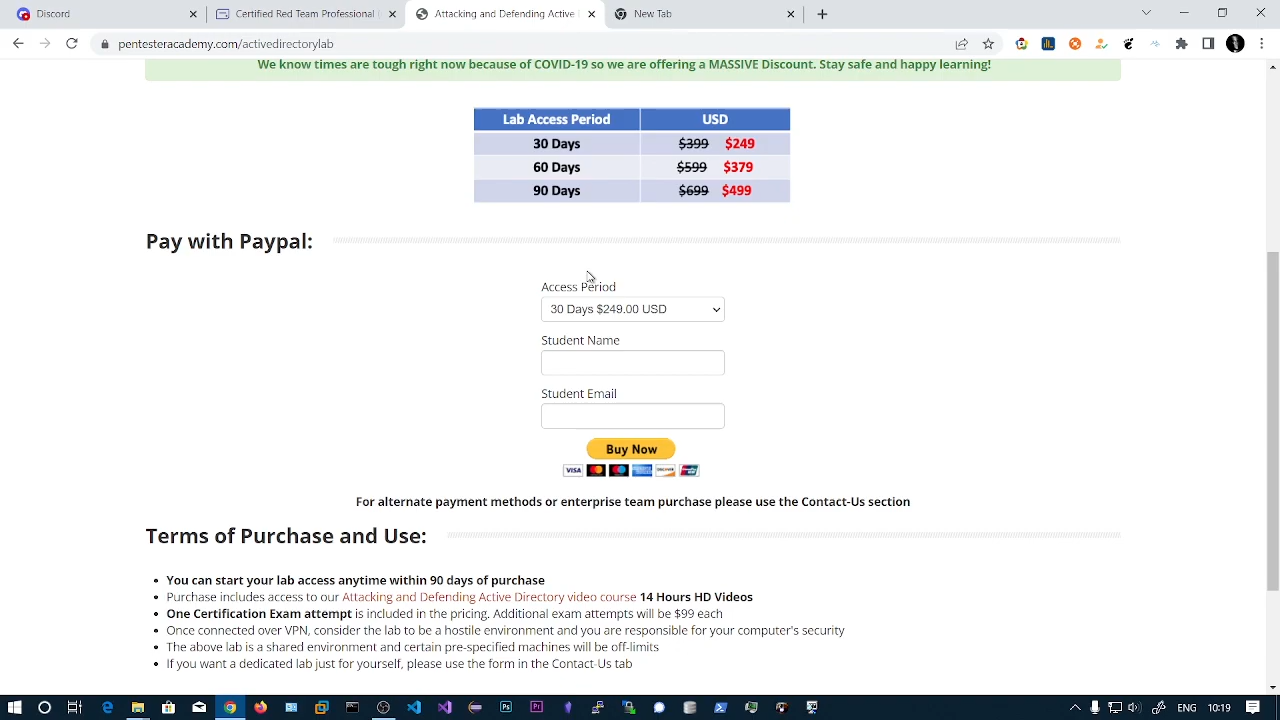 Discord
Certified Red Team Professional
Attacking and Defending Active
New Tab
pentesteracademy.com/activedirectorylab
We know times are tough right now because of COVID-19 so we are offering a MASSIVE Discount. Stay safe and happy learning!
Lab Access Period USD
30 Days $399 $249
60 Days $599 $379
90 Days $699 $499
Pay with Paypal:
Access Period
30 Days $249.00 USD
Student Name
Student Email
Buy Now
VISA
For alternate payment methods or enterprise team purchase please use the Contact-Us section
Terms of Purchase and Use:
You can start your lab access anytime within 90 days of purchase
Purchase includes access to our Attacking and Defending Active Directory video course 14 Hours HD Videos
One Certification Exam attempt is included in the pricing. Additional exam attempts will be $99 each
Once connected over VPN, consider the lab to be a hostile environment and you are responsible for your computer's security
The above lab is a shared environment and certain pre-specified machines will be off-limits
If you want a dedicated lab just for yourself, please use the form in the Contact-Us tab
Ps
Pr
ENG 10:19